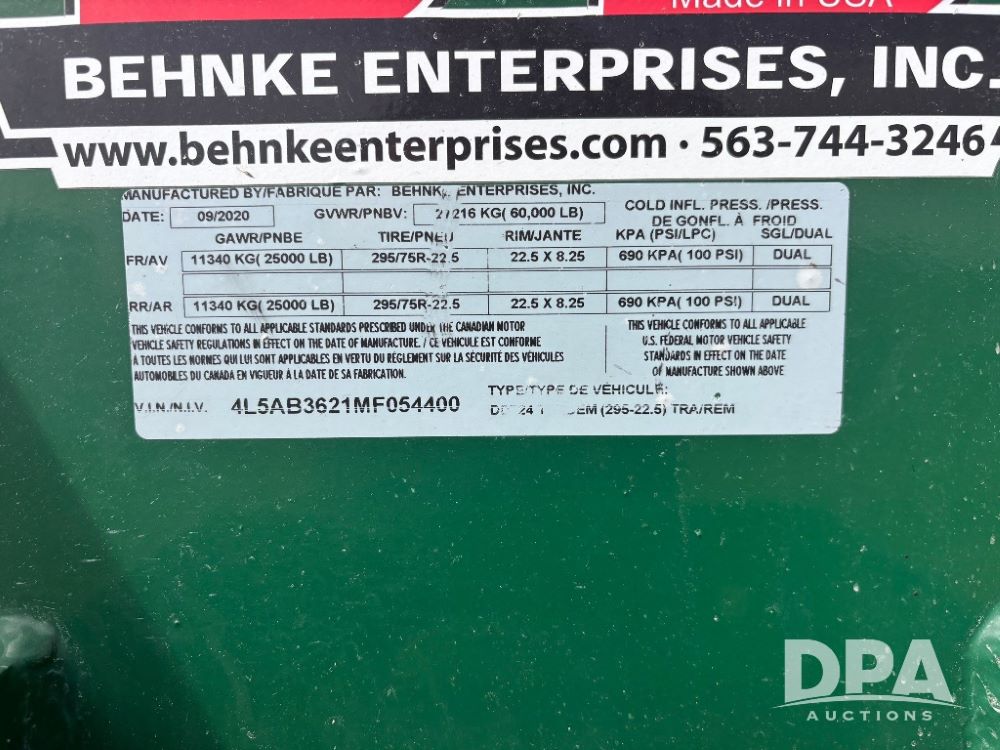 Made in USA
BEHNKE ENTERPRISES, INC.
www.behnkeenterprises.com · 563-744-3246
MANUFACTURED BY/FABRIQUE PAR: BEHNKE ENTERPRISES, INC.
DATE: 09/2020 GVWR/PNBV: 27216 KG( 60,000 LB) COLD INFL. PRESS. /PRESS.
DE GONFL. À FROID
GAWR/PNBE TIRE/PNEU RIM/JANTE KPA (PSI/LPC) SGL/DUAL
FR/AV 11340 KG( 25000 LB) 295/75R-22.5 22.5 X 8.25 690 KPA( 100 PSI) DUAL
RR/AR 11340 KG( 25000 LB) 295/75R-22.5 22.5 X 8.25 690 KPA( 100 PSI) DUAL
THIS VEHICLE CONFORMS TO ALL APPLICABLE STANDARDS PRESCRIBED UNDER THE CANADIAN MOTOR
VEHICLE SAFETY REGULATIONS IN EFFECT ON THE DATE OF MANUFACTURE. / CE VÉHICULE EST CONFORME
À TOUTES LES NORMES QUI LUI SONT APPLICABLES EN VERTU DU RÈGLEMENT SUR LA SÉCURITÉ DES VÉHICULES
AUTOMOBILES DU CANADA EN VIGUEUR À LA DATE DE SA FABRICATION.
THIS VEHICLE CONFORMS TO ALL APPLICABLE
U.S. FEDERAL MOTOR VEHICLE SAFETY
STANDARDS IN EFFECT ON THE DATE
OF MANUFACTURE SHOWN ABOVE
V.I.N./N.I.V. 4L5AB3621MF054400
TYPE/TYPE DE VÉHICULE:
(295-22.5) TRA/REM
DPA
AUCTIONS